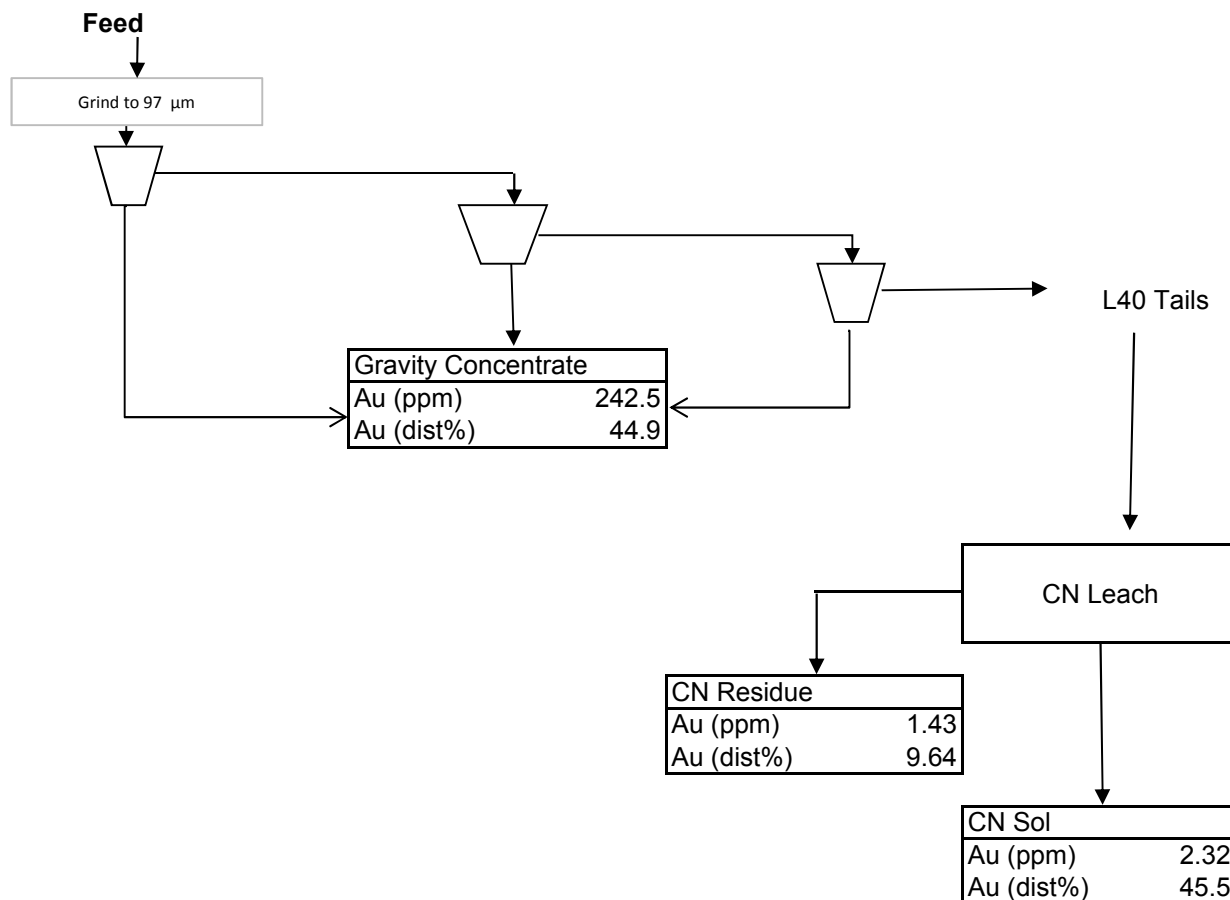 Feed
Grind to 97 µm
L40 Tails
Gravity Concentrate
Au (ppm) 242.5
Au (dist%) 44.9
CN Leach
CN Residue
Au (ppm) 1.43
Au (dist%) 9.64
CN Sol
Au (ppm) 2.32
Au (dist%) 45.5